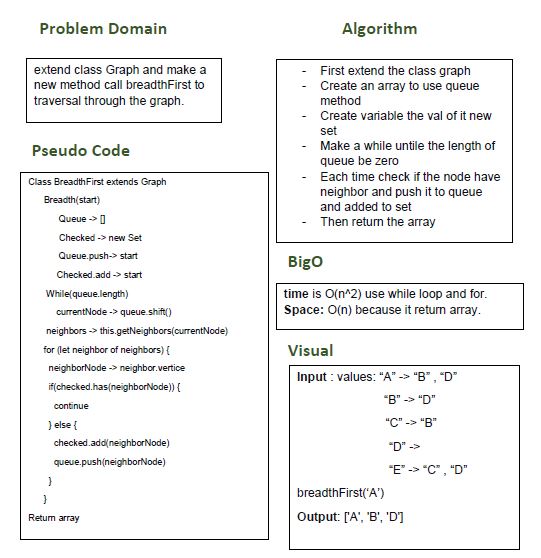 Problem Domain
extend class Graph and make a
new method call breadthFirst to
traversal through the graph.
Pseudo Code
Class BreadthFirst extends Graph
Breadth(start)
Queue -> []
Checked -> new Set
Queue.push-> start
Checked.add -> start
While(queue.length)
currentNode -> queue.shift()
neighbors -> this.getNeighbors(currentNode)
for (let neighbor of neighbors) {
neighborNode -> neighbor.vertice
if(checked.has(neighborNode)) {
continue
} else {
checked.add(neighborNode)
queue.push(neighborNode)
}
}
Return array
Algorithm
- First extend the class graph
- Create an array to use queue
method
- Create variable the val of it new
set
- Make a while untile the length of
queue be zero
- Each time check if the node have
neighbor and push it to queue
and added to set
- Then return the array
BigO
time is O(n^2) use while loop and for.
Space: O(n) because it return array.
Visual
Input : values: “A” -> “B” , “D”
“B” -> “D”
“C” -> “B”
“D” ->
“E” -> “C” , “D”
breadthFirst(‘A’)
Output: ['A', 'B', 'D']